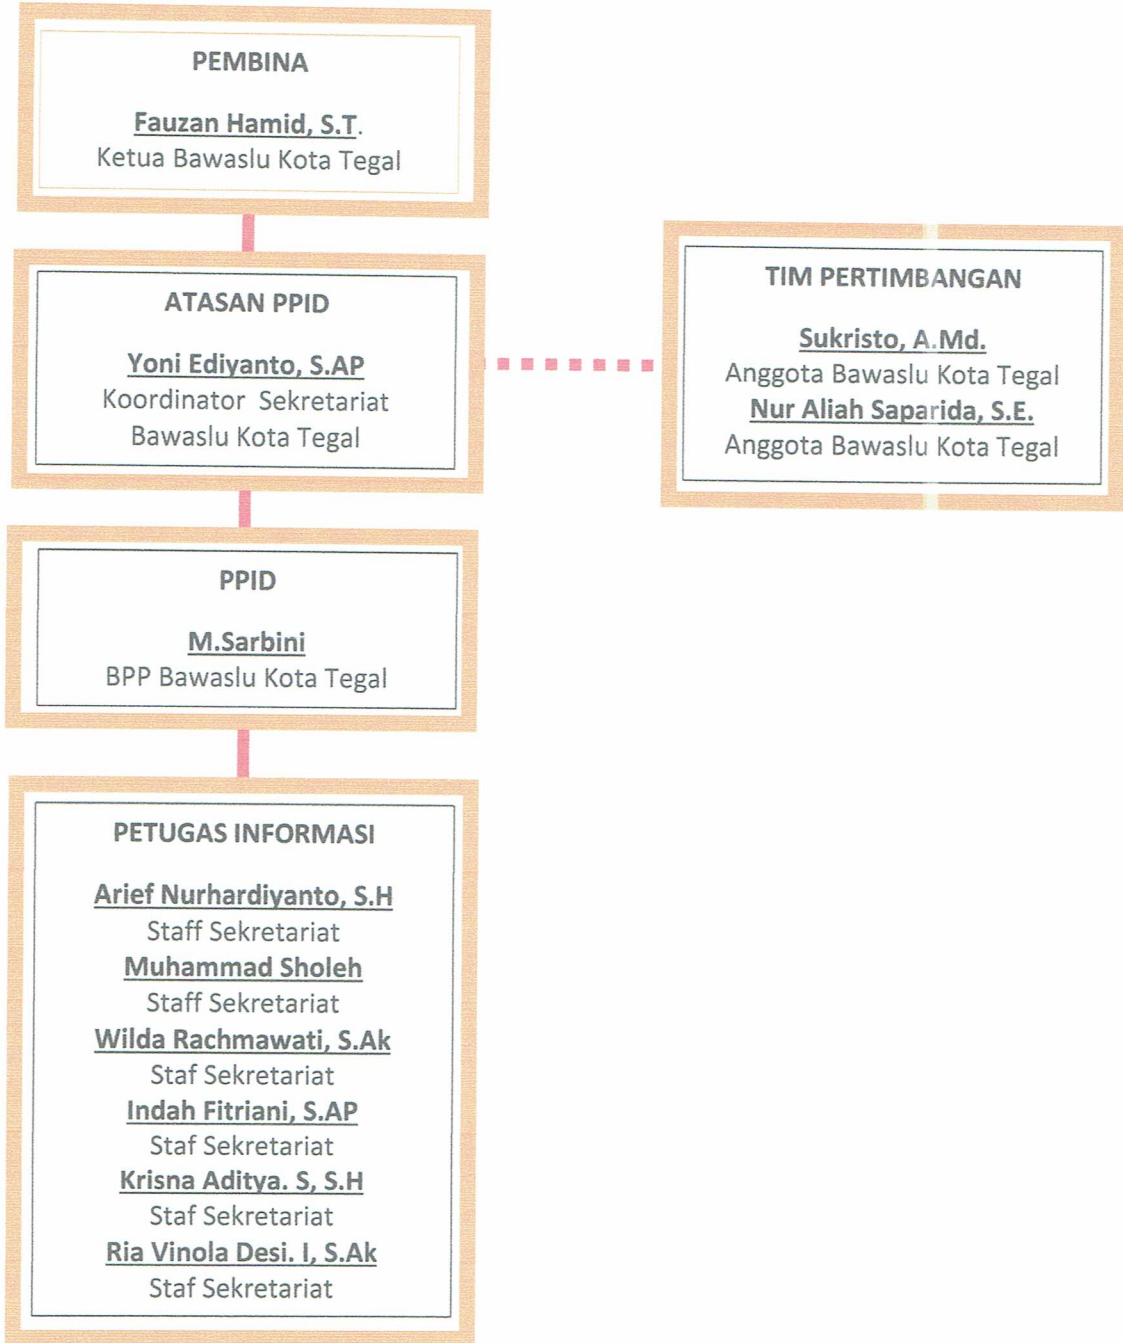 PEMBINA
Fauzan Hamid, S.T.
Ketua Bawaslu Kota Tegal
ATASAN PPID
Yoni Ediyanto, S.AP
Koordinator Sekretariat
Bawaslu Kota Tegal
TIM PERTIMBANGAN
Sukristo, A.Md.
Anggota Bawaslu Kota Tegal
Nur Aliah Saparida, S.E.
Anggota Bawaslu Kota Tegal
PPID
M.Sarbini
BPP Bawaslu Kota Tegal
PETUGAS INFORMASI
Arief Nurhardiyanto, S.H
Staff Sekretariat
Muhammad Sholeh
Staff Sekretariat
Wilda Rachmawati, S.Ak
Staf Sekretariat
Indah Fitriani, S.AP
Staf Sekretariat
Krisna Aditya. S, S.H
Staf Sekretariat
Ria Vinola Desi. I, S.Ak
Staf Sekretariat